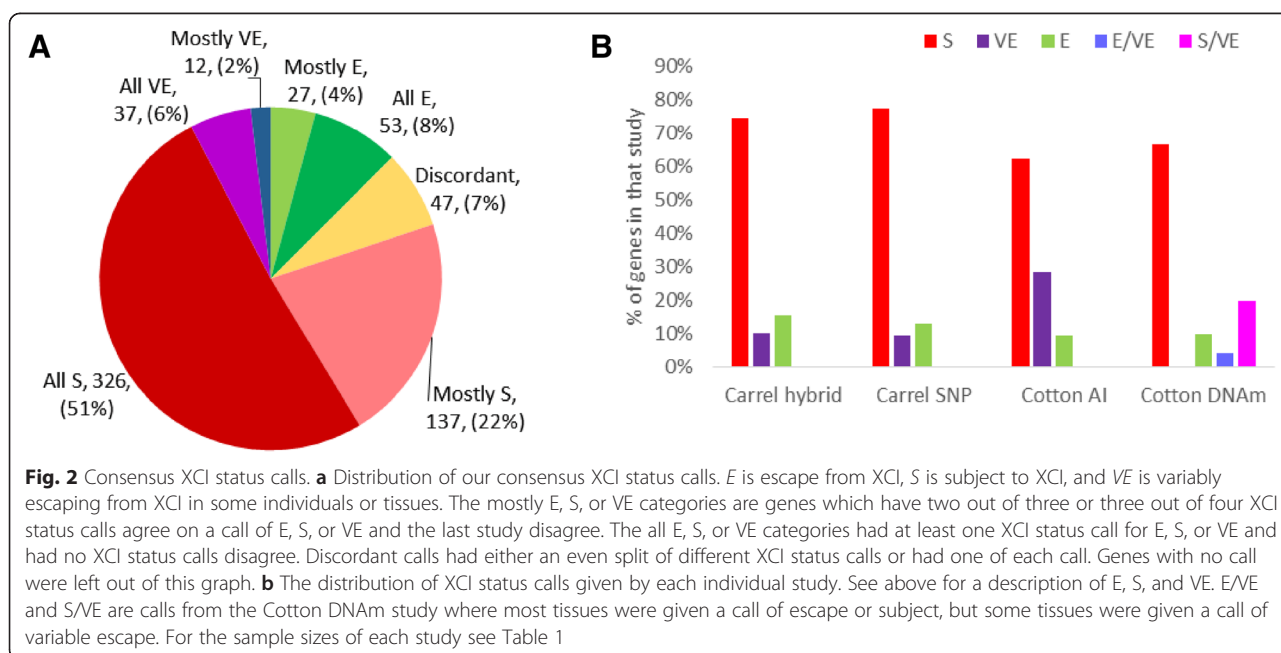 A
Mostly VE,
12, (2%)
Mostly E,
27, (4%)
All VE,
37, (6%)
All E,
53, (8%)
Discordant,
47, (7%)
All S, 326,
(51%)
Mostly S,
137, (22%)
B
S VE E E/VE S/VE
% of genes in that study
90%
80%
70%
60%
50%
40%
30%
20%
10%
0%
Carrel hybrid Carrel SNP Cotton AI Cotton DNAm
Fig. 2 Consensus XCI status calls. a Distribution of our consensus XCI status calls. E is escape from XCI, S is subject to XCI, and VE is variably
escaping from XCI in some individuals or tissues. The mostly E, S, or VE categories are genes which have two out of three or three out of four XCI
status calls agree on a call of E, S, or VE and the last study disagree. The all E, S, or VE categories had at least one XCI status call for E, S, or VE and
had no XCI status calls disagree. Discordant calls had either an even split of different XCI status calls or had one of each call. Genes with no call
were left out of this graph. b The distribution of XCI status calls given by each individual study. See above for a description of E, S, and VE. E/VE
and S/VE are calls from the Cotton DNAm study where most tissues were given a call of escape or subject, but some tissues were given a call of
variable escape. For the sample sizes of each study see Table 1